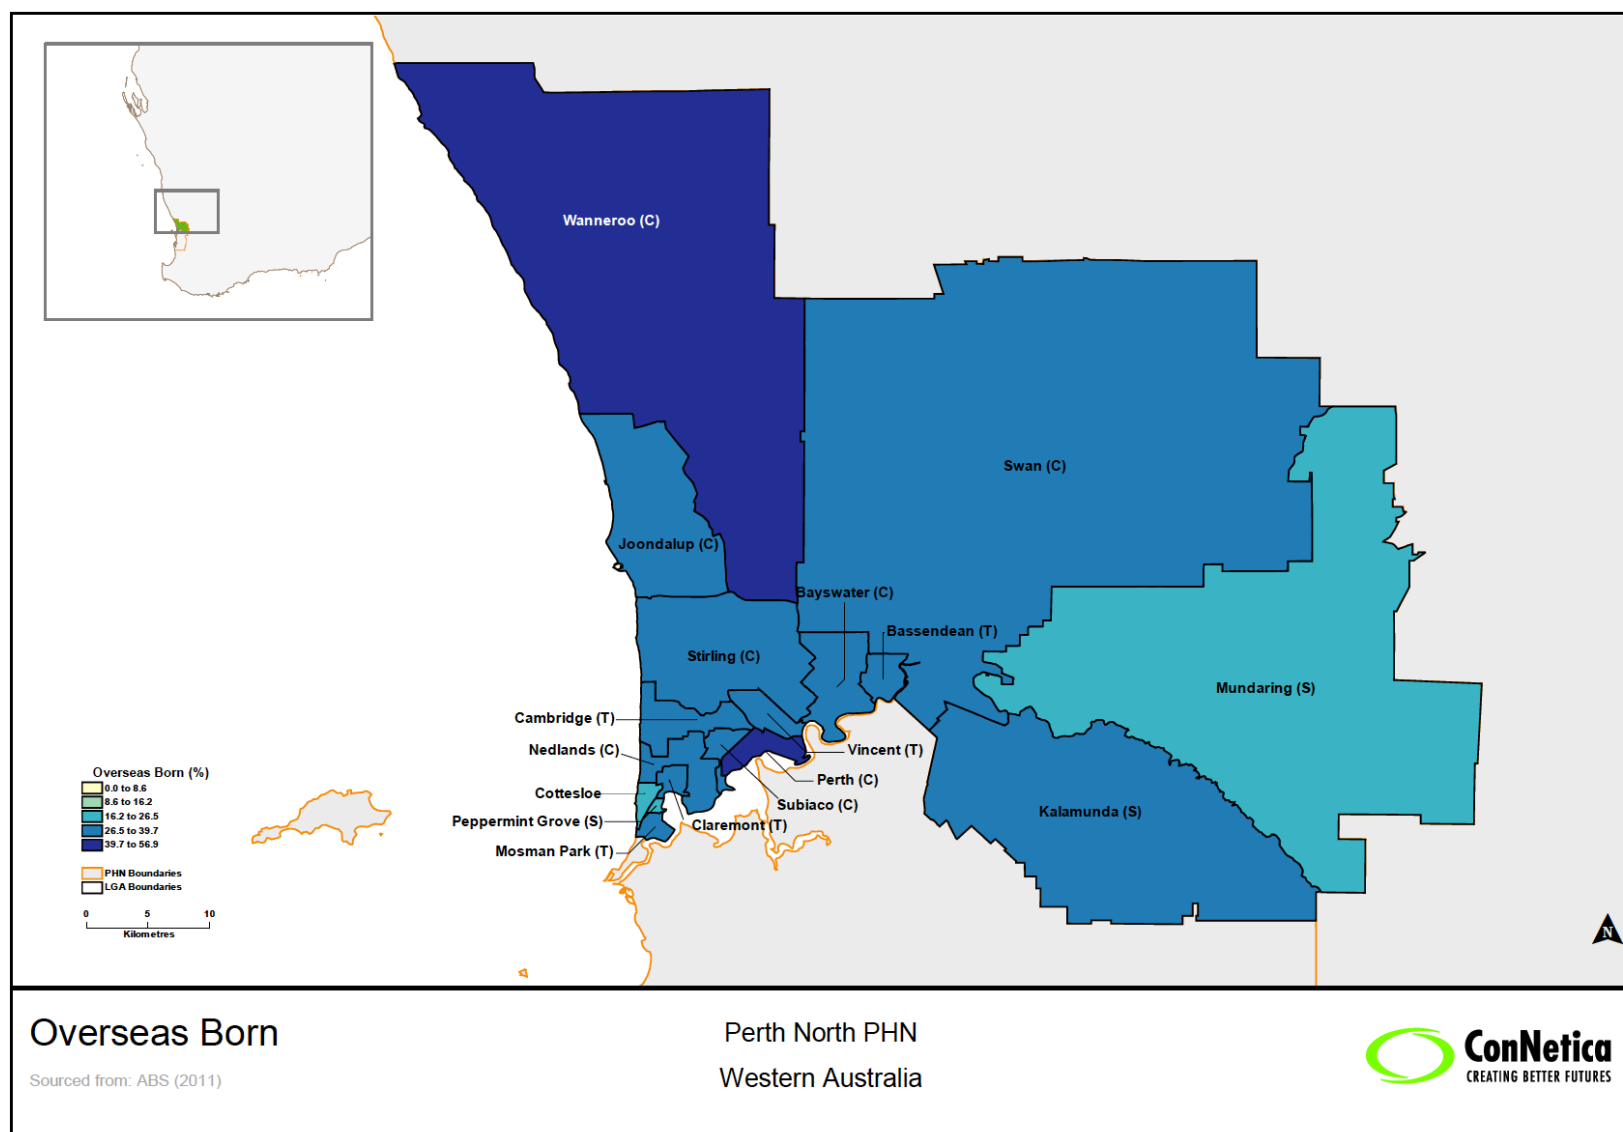 Wanneroo (C)
Swan (C)
Joondalup (C)
Bayswater (C)
Bassendean (T)
Stirling (C)
Mundaring (S)
Cambridge (T)
Nedlands (C)
Vincent (T)
Perth (C)
Cottesloe
Subiaco (C)
Kalamunda (S)
Peppermint Grove (S)
Claremont (T)
Mosman Park (T)
Overseas Born (%)
0.0 to 8.6
8.6 to 16.2
16.2 to 26.5
26.5 to 39.7
39.7 to 56.9
PHN Boundaries
LGA Boundaries
0 5 10
Kilometres
N
Overseas Born
Sourced from: ABS (2011)
Perth North PHN
Western Australia
ConNetica
CREATING BETTER FUTURES